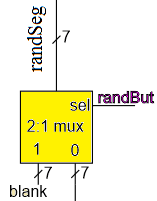 randSeg
7
sel
randBut
2:1 mux
1 0
7 7
blank